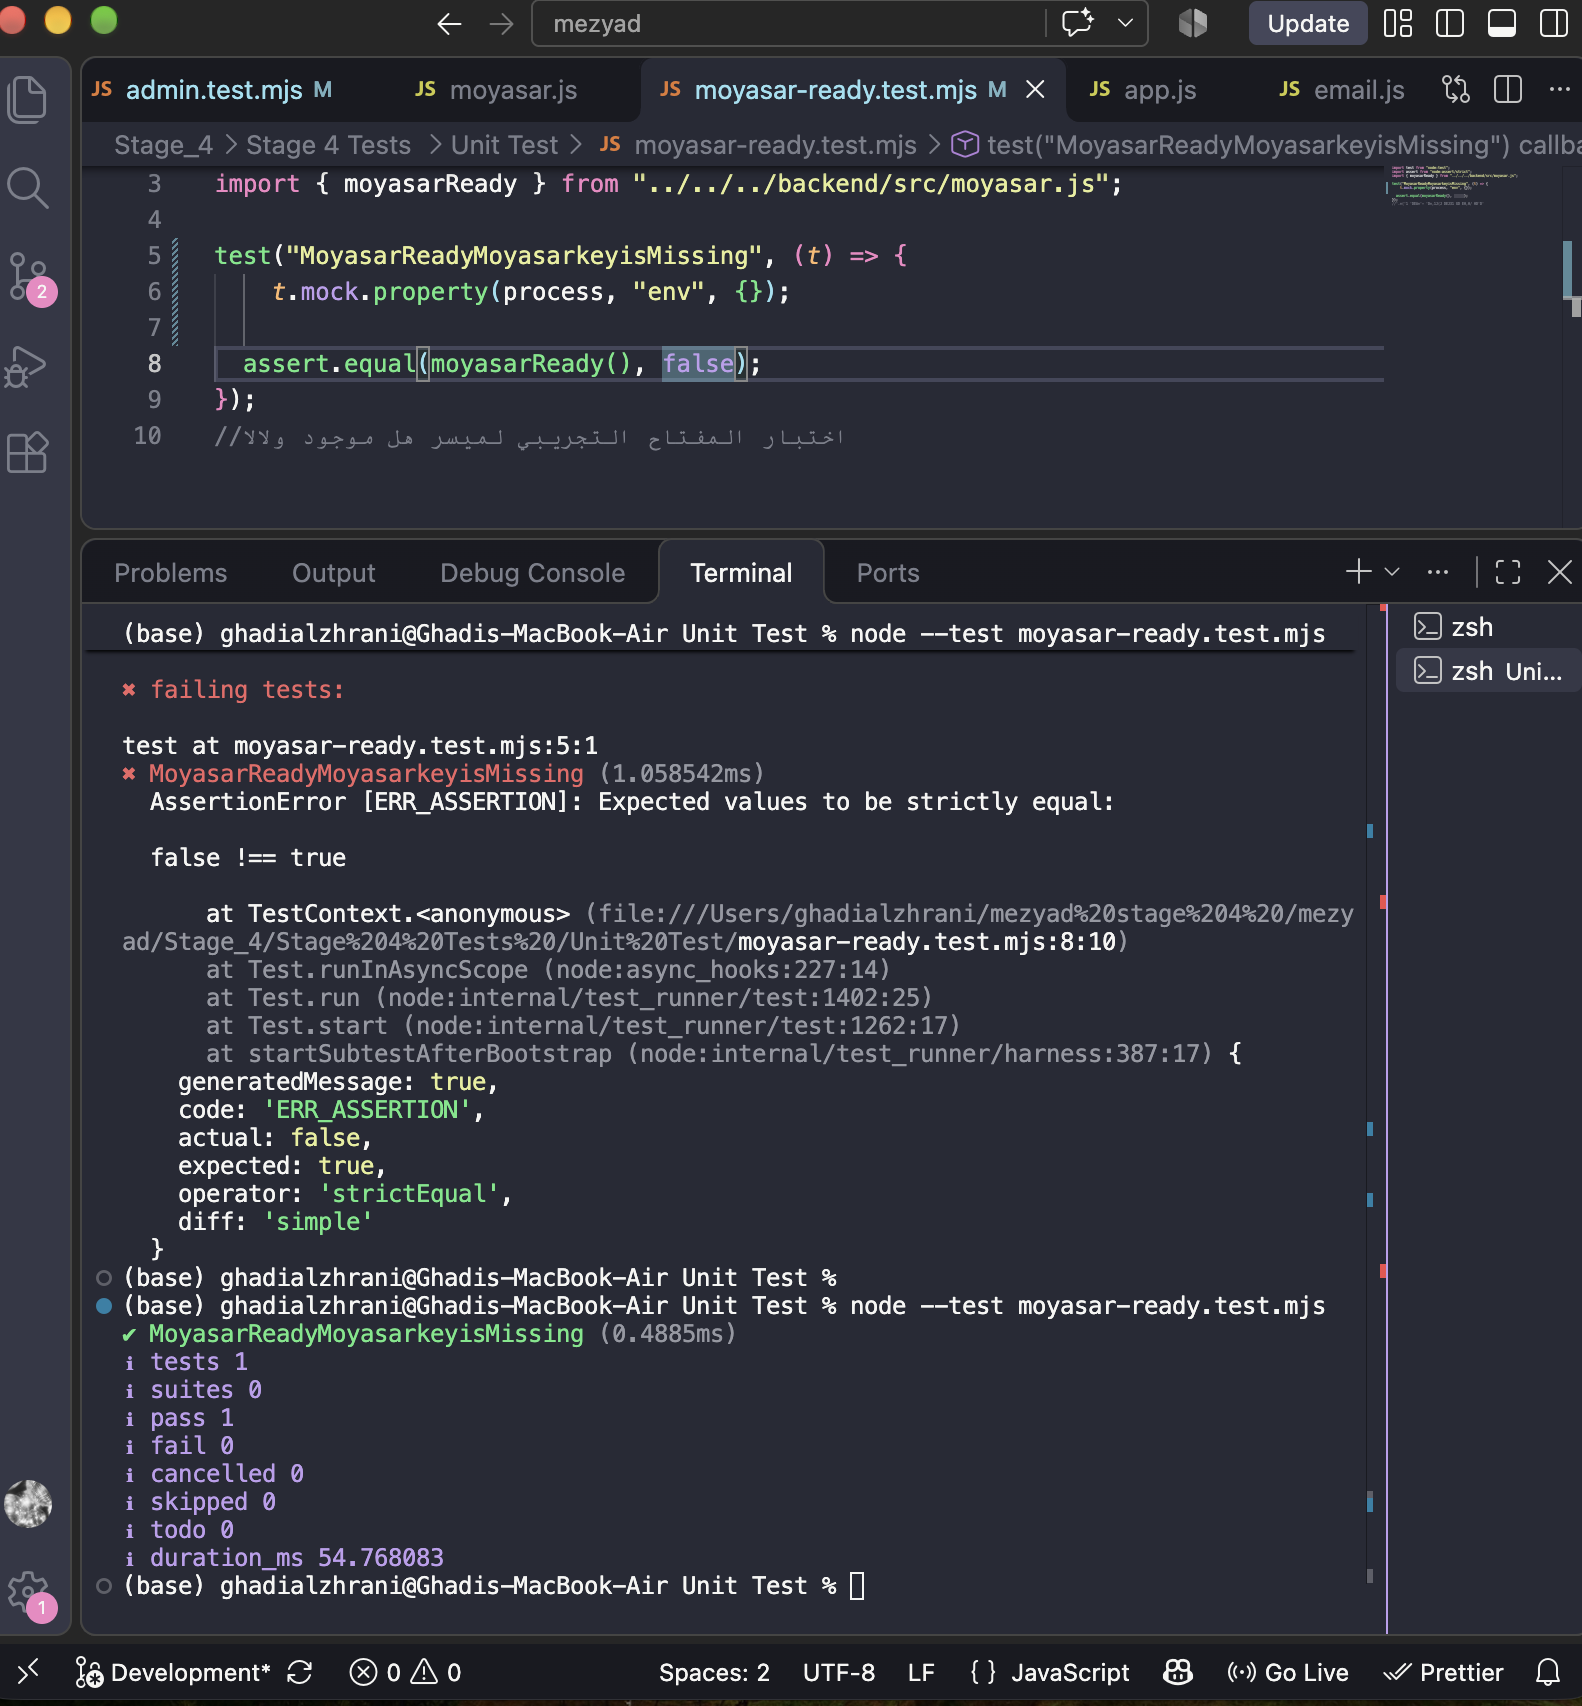 mezyad
Update
JS admin.test.mjs M
JS moyasar.js
JS moyasar-ready.test.mjs M
JS app.js
JS email.js
Stage_4 > Stage 4 Tests > Unit Test > JS moyasar-ready.test.mjs > test("MoyasarReadyMoyasarkeyisMissing") callba
3 import { moyasarReady } from "../../../backend/src/moyasar.js";
4
5 test("MoyasarReadyMoyasarkeyisMissing", (t) => {
6 t.mock.property(process, "env", {});
7
8 assert.equal(moyasarReady(), false);
9 });
10 //اختبار المفتاح التجريبي لميسر هل موجود ولالا
2
Problems
Output
Debug Console
Terminal
Ports
(base) ghadialzhrani@Ghadis-MacBook-Air Unit Test % node --test moyasar-ready.test.mjs
✖ failing tests:
test at moyasar-ready.test.mjs:5:1
✖ MoyasarReadyMoyasarkeyisMissing (1.058542ms)
AssertionError [ERR_ASSERTION]: Expected values to be strictly equal:
false !== true
at TestContext.<anonymous> (file:///Users/ghadialzhrani/mezyad%20stage%204%20/mezy
ad/Stage_4/Stage%204%20Tests%20/Unit%20Test/moyasar-ready.test.mjs:8:10)
at Test.runInAsyncScope (node:async_hooks:227:14)
at Test.run (node:internal/test_runner/test:1402:25)
at Test.start (node:internal/test_runner/test:1262:17)
at startSubtestAfterBootstrap (node:internal/test_runner/harness:387:17) {
generatedMessage: true,
code: 'ERR_ASSERTION',
actual: false,
expected: true,
operator: 'strictEqual',
diff: 'simple'
}
(base) ghadialzhrani@Ghadis-MacBook-Air Unit Test %
(base) ghadialzhrani@Ghadis-MacBook-Air Unit Test % node --test moyasar-ready.test.mjs
✔ MoyasarReadyMoyasarkeyisMissing (0.4885ms)
ℹ tests 1
ℹ suites 0
ℹ pass 1
ℹ fail 0
ℹ cancelled 0
ℹ skipped 0
ℹ todo 0
ℹ duration_ms 54.768083
(base) ghadialzhrani@Ghadis-MacBook-Air Unit Test %
zsh
zsh Uni...
1
Development* 0 0 Spaces: 2 UTF-8 LF {} JavaScript Go Live Prettier